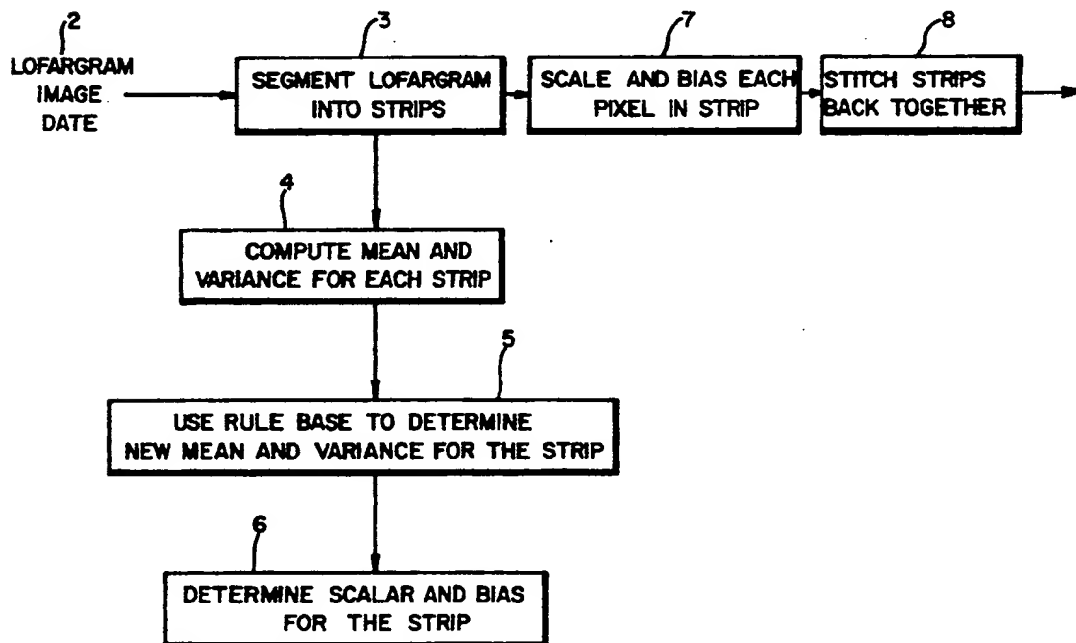 2
LOFARGRAM
IMAGE
DATE
3
SEGMENT LOFARGRAM
INTO STRIPS
7
SCALE AND BIAS EACH
PIXEL IN STRIP
8
STITCH STRIPS
BACK TOGETHER
4
COMPUTE MEAN AND
VARIANCE FOR EACH STRIP
5
USE RULE BASE TO DETERMINE
NEW MEAN AND VARIANCE FOR THE STRIP
6
DETERMINE SCALAR AND BIAS
FOR THE STRIP